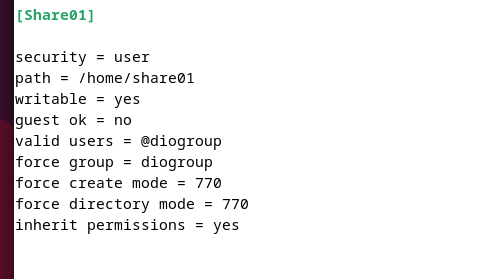 [Share01]
security = user
path = /home/share01
writable = yes
guest ok = no
valid users = @diogroup
force group = diogroup
force create mode = 770
force directory mode = 770
inherit permissions = yes